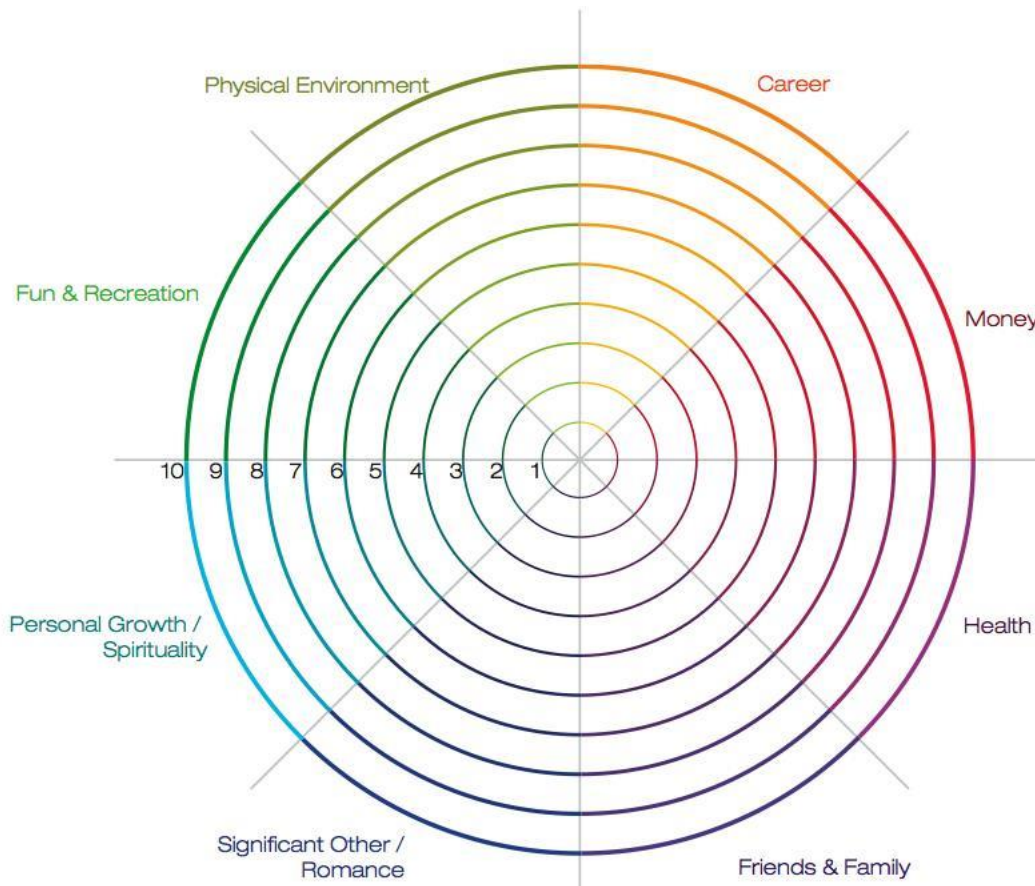 Physical Environment
Career
Fun & Recreation
Money
10 9 8 7 6 5 4 3 2 1
Personal Growth /
Spirituality
Health
Significant Other /
Romance
Friends & Family